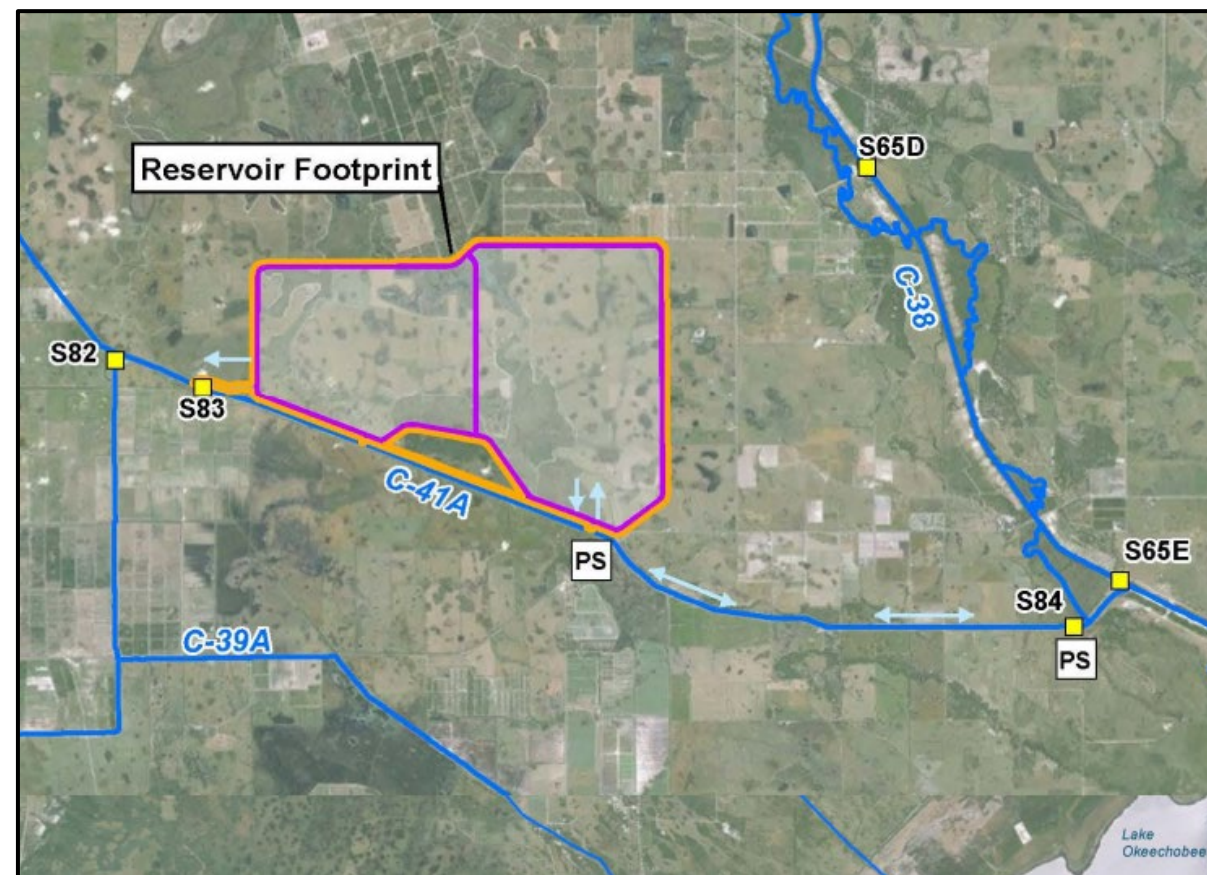 S65D
Reservoir Footprint
C-38
S82
S83
C-41A
PS
S65E
S84
PS
C-39A
Lake
Okeechobee